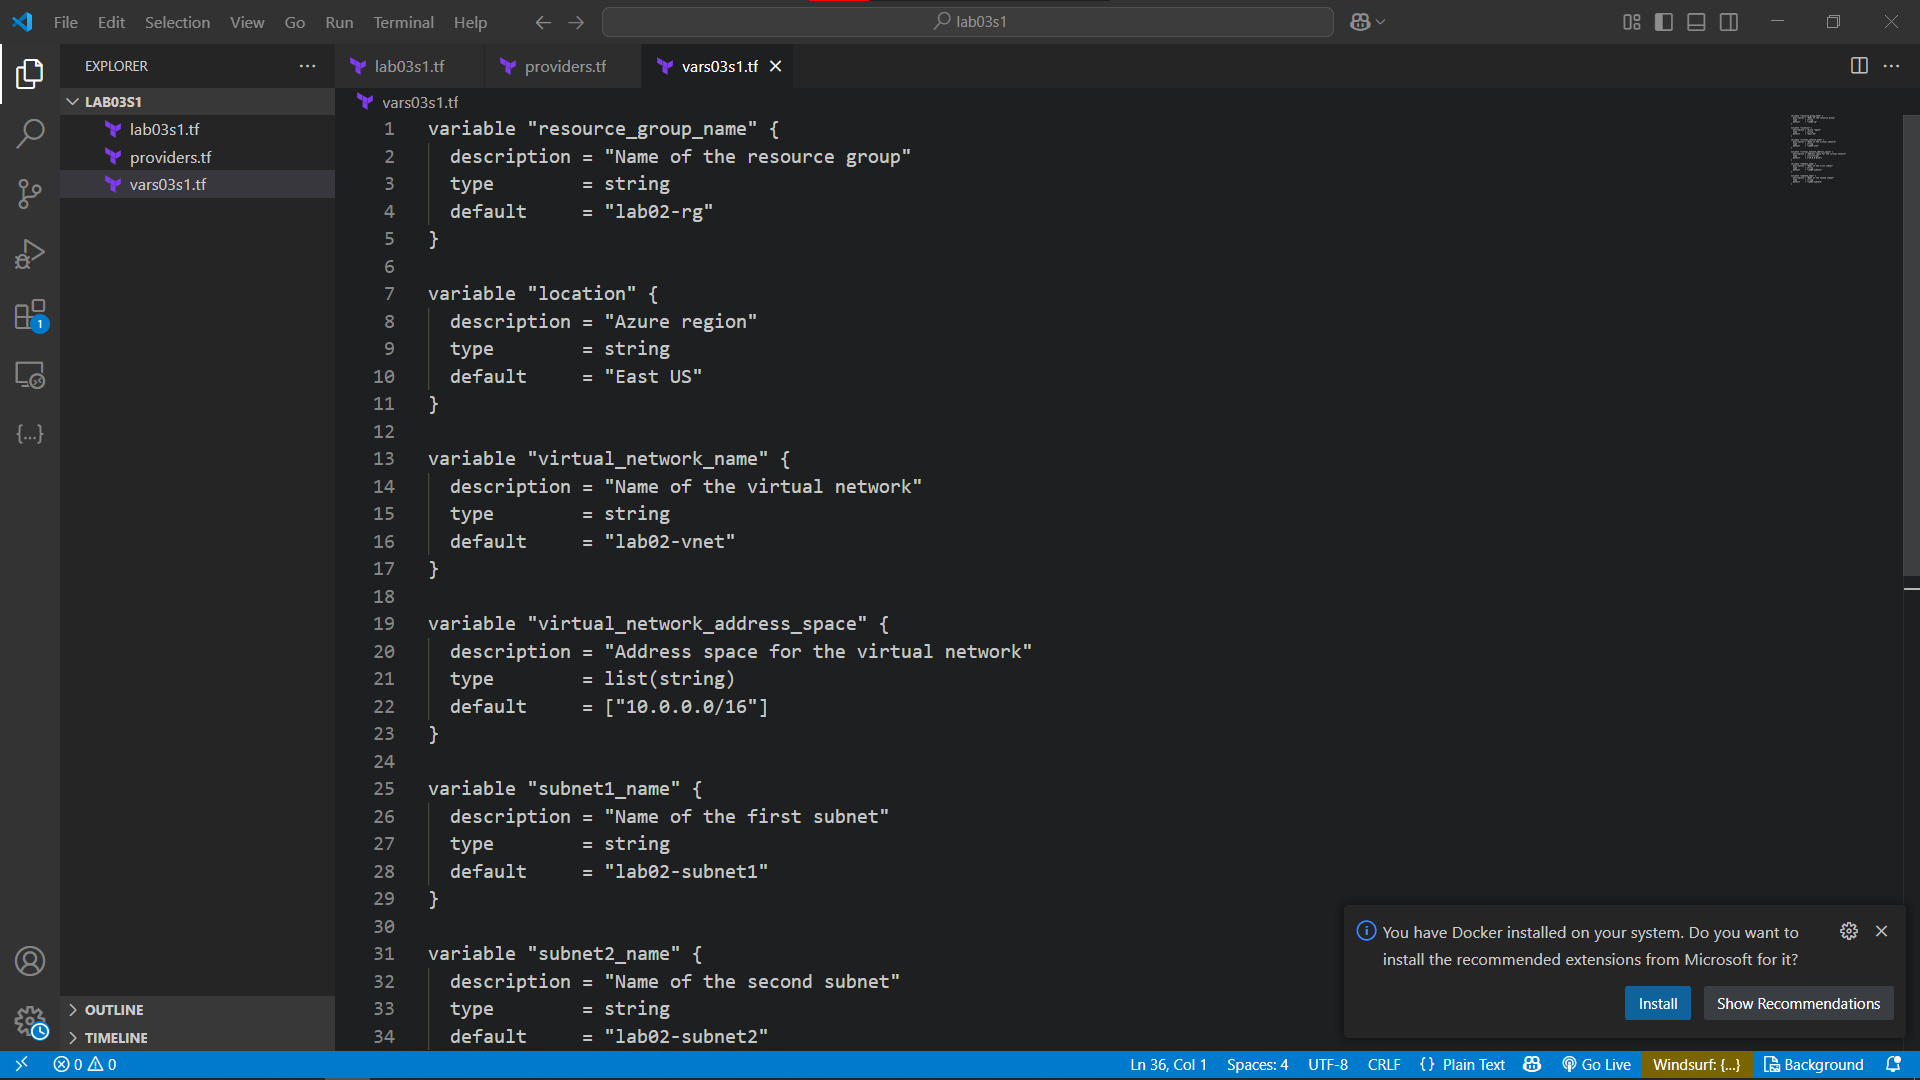 File Edit Selection View Go Run Terminal Help
lab03s1
EXPLORER
LAB03S1
lab03s1.tf
providers.tf
vars03s1.tf
1
OUTLINE
TIMELINE
lab03s1.tf providers.tf vars03s1.tf
vars03s1.tf
1 variable "resource_group_name" {
2 description = "Name of the resource group"
3 type = string
4 default = "lab02-rg"
5 }
6
7 variable "location" {
8 description = "Azure region"
9 type = string
10 default = "East US"
11 }
12
13 variable "virtual_network_name" {
14 description = "Name of the virtual network"
15 type = string
16 default = "lab02-vnet"
17 }
18
19 variable "virtual_network_address_space" {
20 description = "Address space for the virtual network"
21 type = list(string)
22 default = ["10.0.0.0/16"]
23 }
24
25 variable "subnet1_name" {
26 description = "Name of the first subnet"
27 type = string
28 default = "lab02-subnet1"
29 }
30
31 variable "subnet2_name" {
32 description = "Name of the second subnet"
33 type = string
34 default = "lab02-subnet2"
You have Docker installed on your system. Do you want to
install the recommended extensions from Microsoft for it?
Install Show Recommendations
0 0 Ln 36, Col 1 Spaces: 4 UTF-8 CRLF {} Plain Text Go Live Windsurf: {...} Background